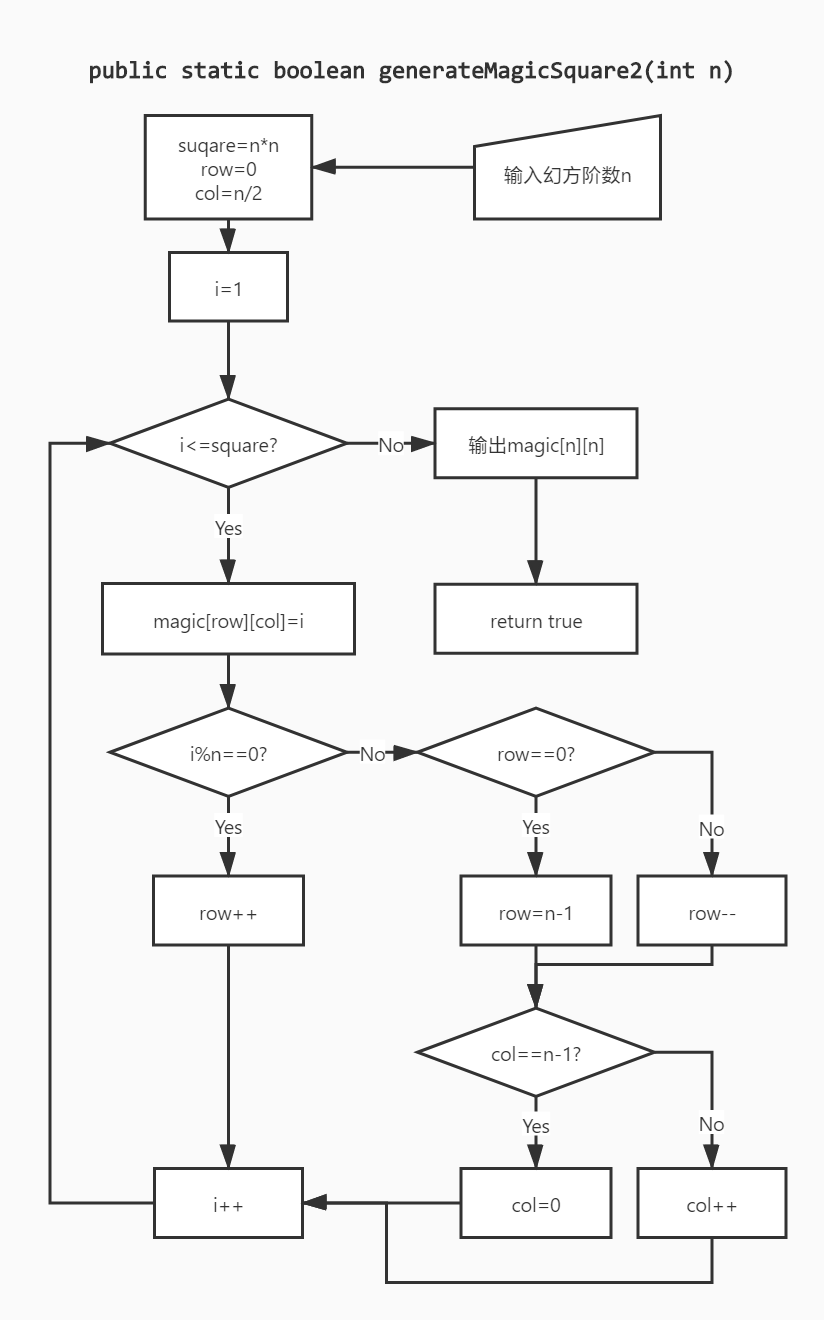 public static boolean generateMagicSquare2(int n)
suqare=n*n
row=0
col=n/2
输入幻方阶数n
i=1
i<=square?
No
输出magic[n][n]
Yes
magic[row][col]=i
return true
i%n==0?
No
row==0?
Yes
Yes
No
row++
row=n-1
row--
col==n-1?
Yes
No
i++
col=0
col++